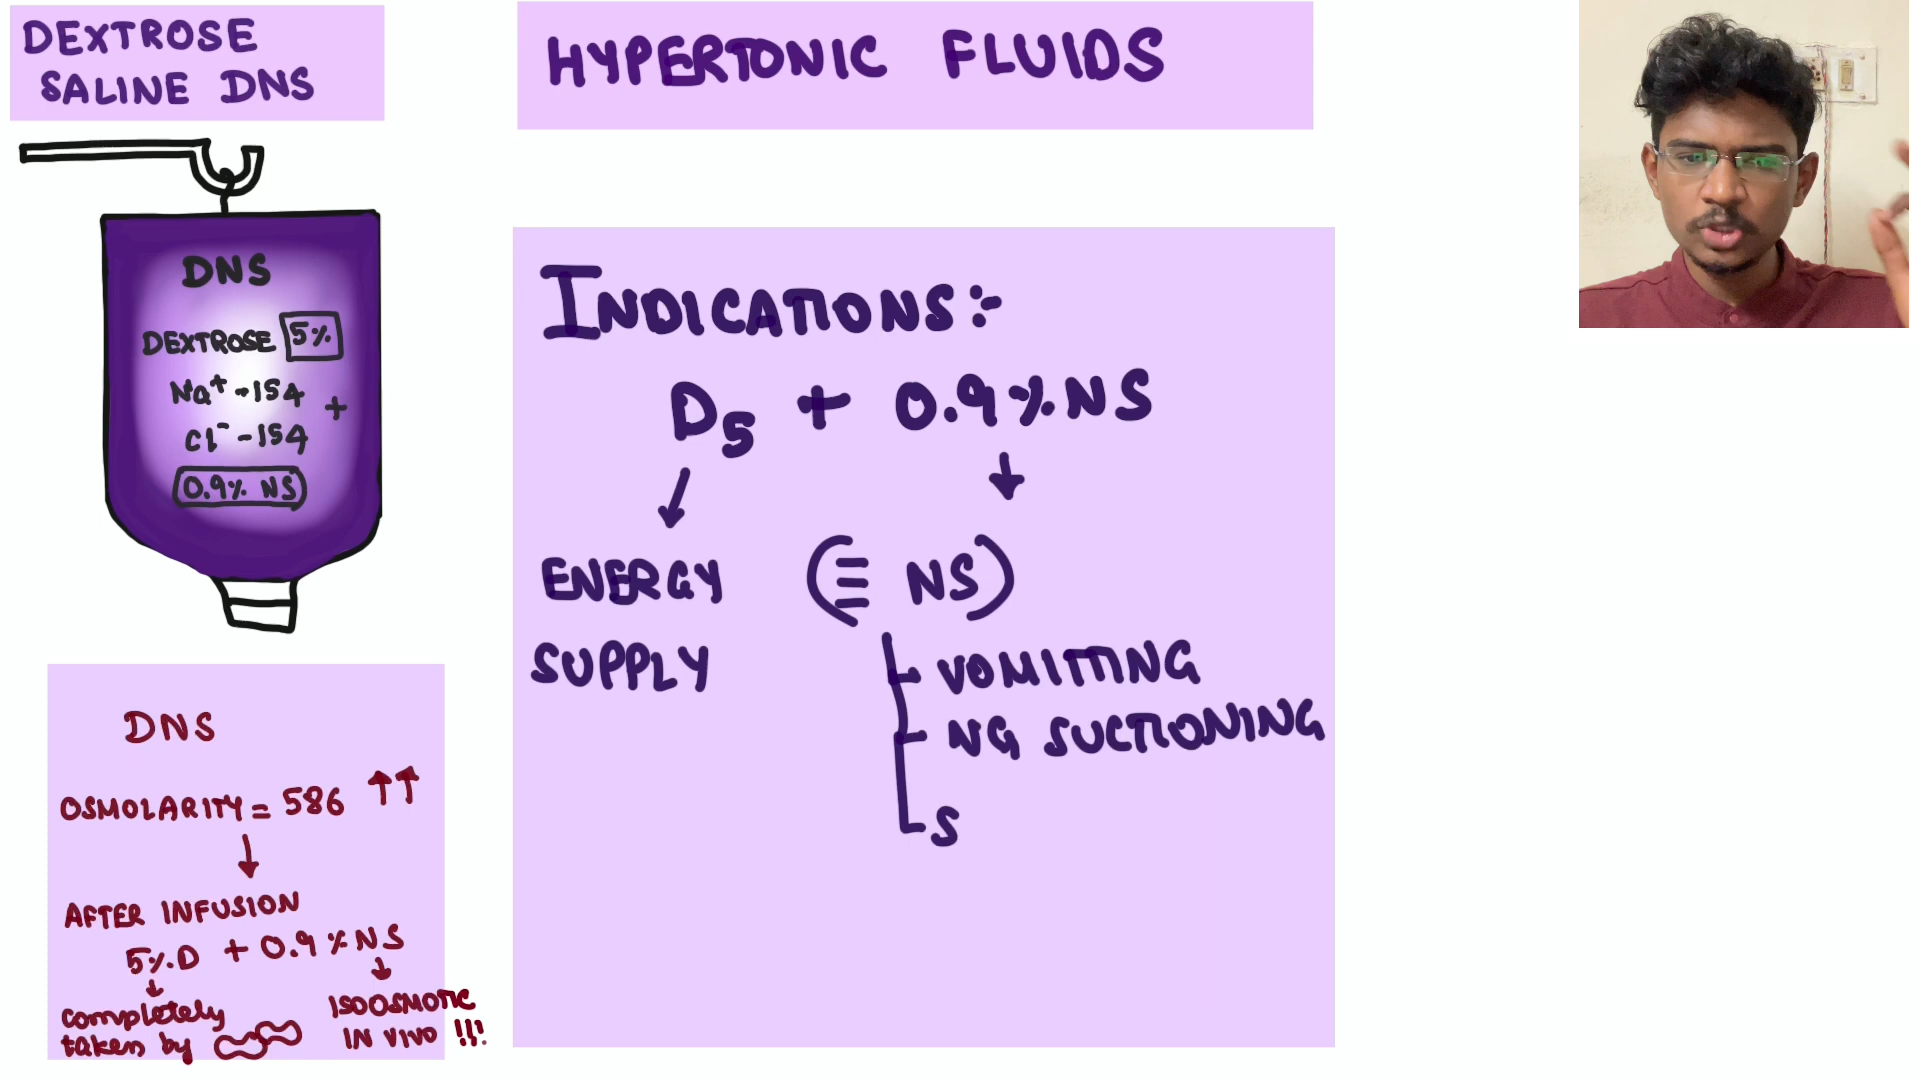 DEXTROSE
SALINE DNS
HYPERTONIC FLUIDS
DNS
DEXTROSE 5%
Na+ - 154
Cl- - 154 +
0.9% NS
DNS
OSMOLARITY = 586 ↑↑
↓
AFTER INFUSION
5% D + 0.9% NS
↓ ↓
completely
taken by
ISOOSMOTIC
IN VIVO !!!
INDICATIONS:-
D5 + 0.9% NS
↓ ↓
ENERGY
SUPPLY
(≡ NS)
- VOMITTING
- NG SUCTIONING
- S